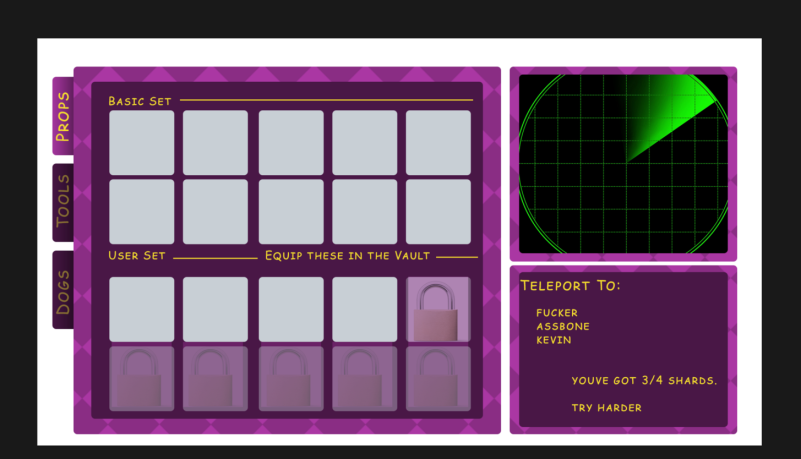 PROPS
TOOLS
DOGS
BASIC SET
USER SET EQUIP THESE IN THE VAULT
TELEPORT TO:
FUCKER
ASSBONE
KEVIN
YOUVE GOT 3/4 SHARDS.
TRY HARDER